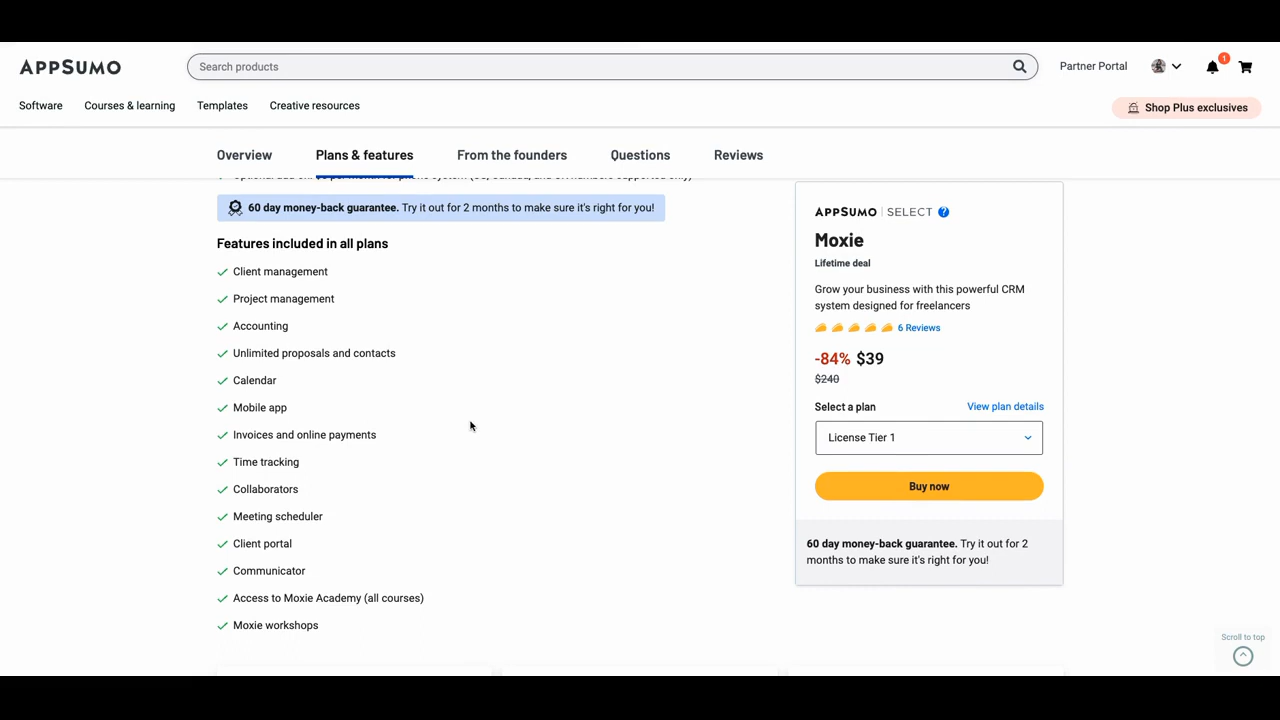 APPSUMO
Search products
Partner Portal
1
Software
Courses & learning
Templates
Creative resources
Shop Plus exclusives
Overview
Plans & features
From the founders
Questions
Reviews
60 day money-back guarantee. Try it out for 2 months to make sure it's right for you!
Features included in all plans
Client management
Project management
Accounting
Unlimited proposals and contacts
Calendar
Mobile app
Invoices and online payments
Time tracking
Collaborators
Meeting scheduler
Client portal
Communicator
Access to Moxie Academy (all courses)
Moxie workshops
APPSUMO | SELECT ?
Moxie
Lifetime deal
Grow your business with this powerful CRM
system designed for freelancers
6 Reviews
-84% $39
$240
Select a plan
View plan details
License Tier 1
Buy now
60 day money-back guarantee. Try it out for 2
months to make sure it's right for you!
Scroll to top